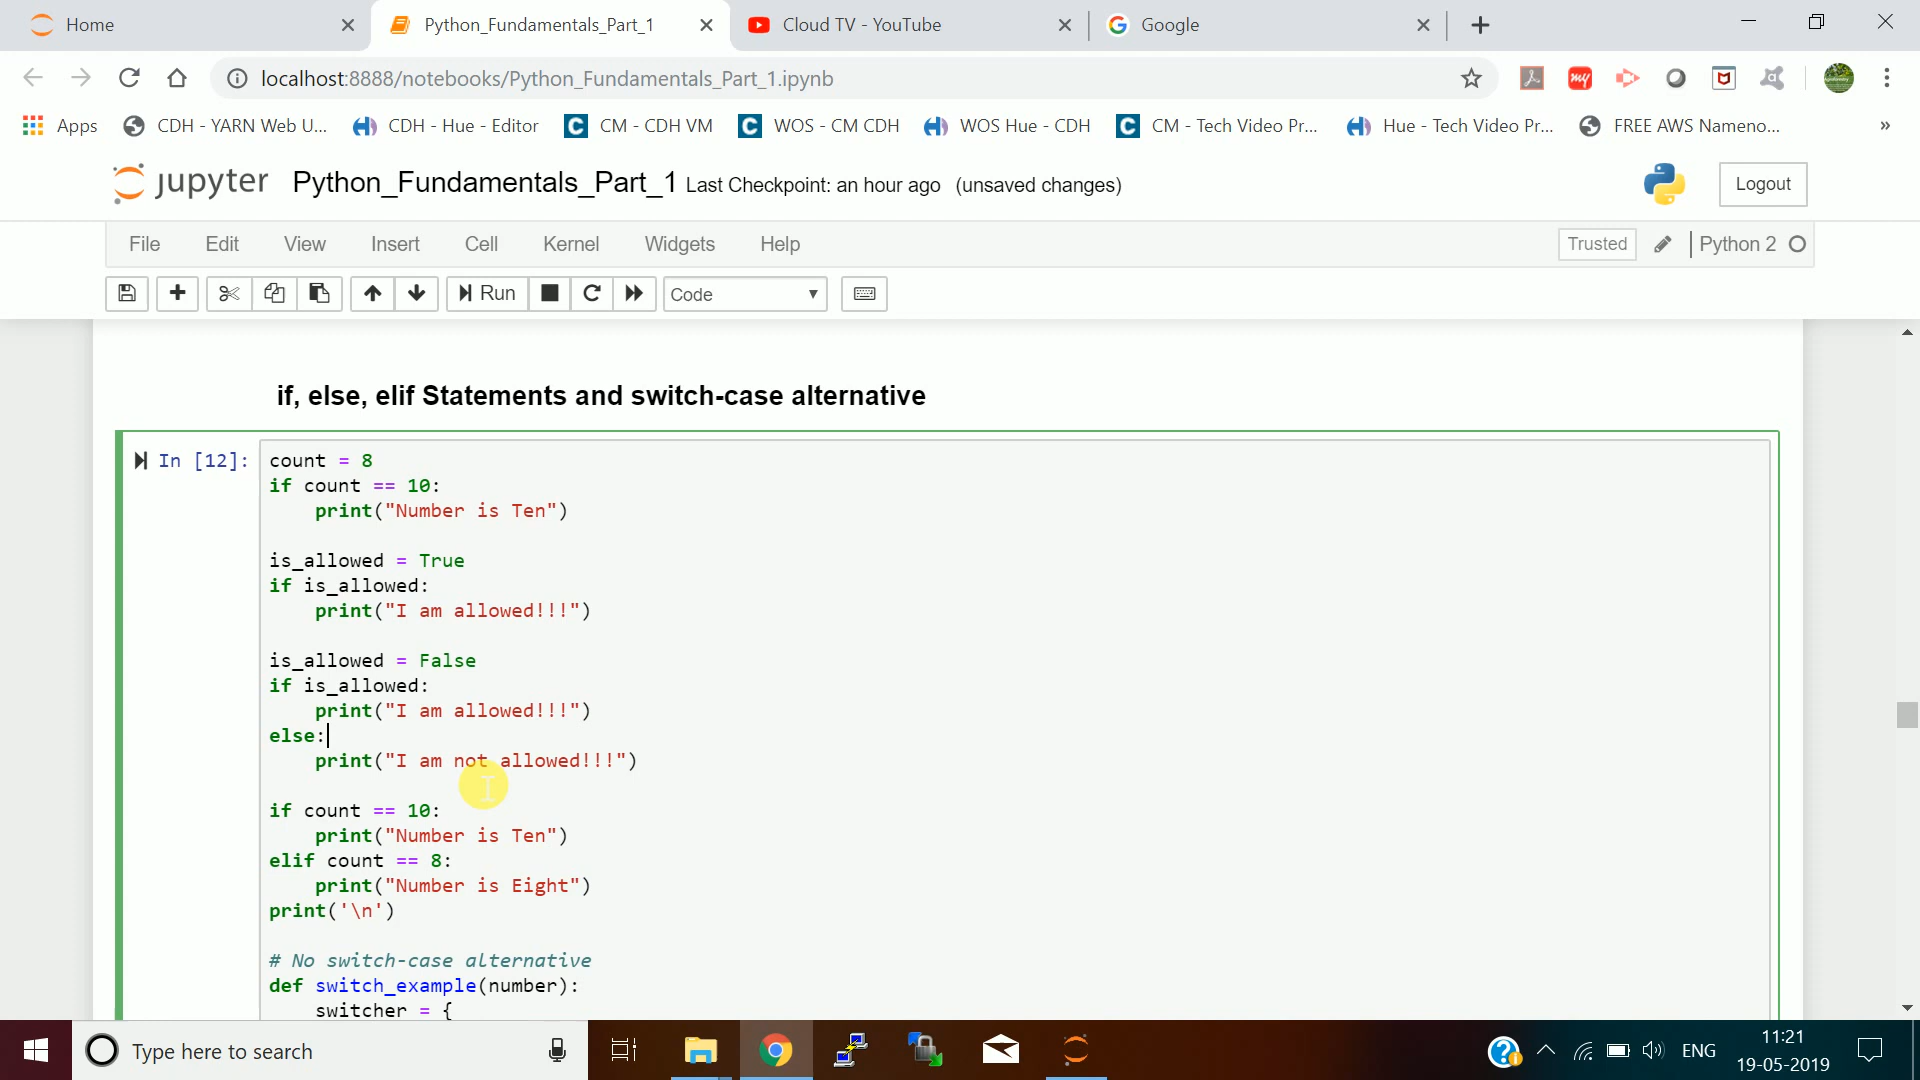 Home
Python_Fundamentals_Part_1
Cloud TV - YouTube
Google
localhost:8888/notebooks/Python_Fundamentals_Part_1.ipynb
Apps
CDH - YARN Web U...
CDH - Hue - Editor
CM - CDH VM
WOS - CM CDH
WOS Hue - CDH
CM - Tech Video Pr...
Hue - Tech Video Pr...
FREE AWS Nameno...
»
jupyter Python_Fundamentals_Part_1 Last Checkpoint: an hour ago (unsaved changes)
Logout
File Edit View Insert Cell Kernel Widgets Help
Trusted
Python 2
Run
Code
if, else, elif Statements and switch-case alternative
In [12]:
count = 8
if count == 10:
    print("Number is Ten")
is_allowed = True
if is_allowed:
    print("I am allowed!!!")
is_allowed = False
if is_allowed:
    print("I am allowed!!!")
else:
    print("I am not allowed!!!")
if count == 10:
    print("Number is Ten")
elif count == 8:
    print("Number is Eight")
print('\n')
# No switch-case alternative
def switch_example(number):
    switcher = {
Type here to search
ENG
11:21
19-05-2019